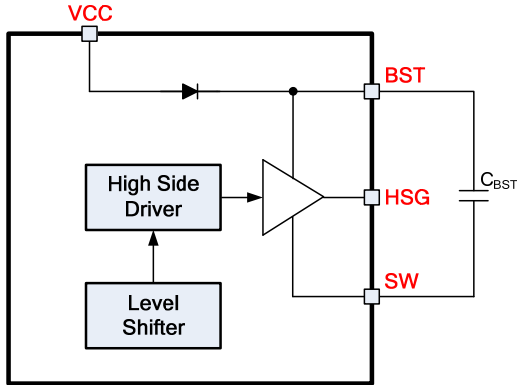 VCC
BST
C_BST
High Side
Driver
HSG
SW
Level
Shifter